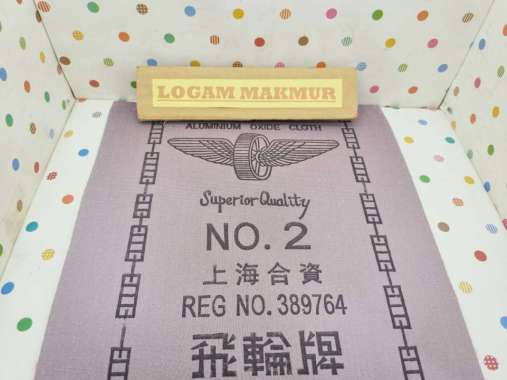 LOGAM MAKMUR
ALUMINIUM OXIDE CLOTH
Superior Quality
NO. 2
上海合資
REG NO. 389764
飛輪牌